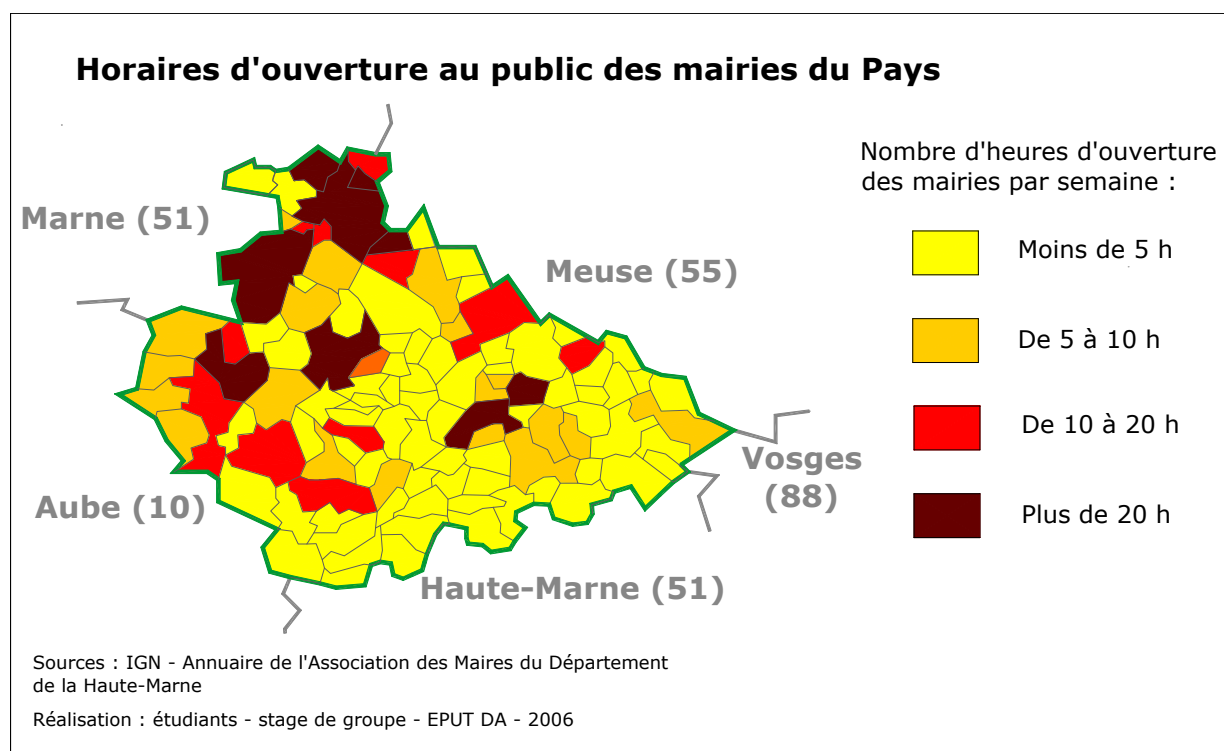 Horaires d'ouverture au public des mairies du Pays
Nombre d'heures d'ouverture
des mairies par semaine :
Marne (51)
Meuse (55)
Moins de 5 h
De 5 à 10 h
De 10 à 20 h
Vosges
(88)
Aube (10)
Plus de 20 h
Haute-Marne (51)
Sources : IGN - Annuaire de l'Association des Maires du Département
de la Haute-Marne
Réalisation : étudiants - stage de groupe - EPUT DA - 2006